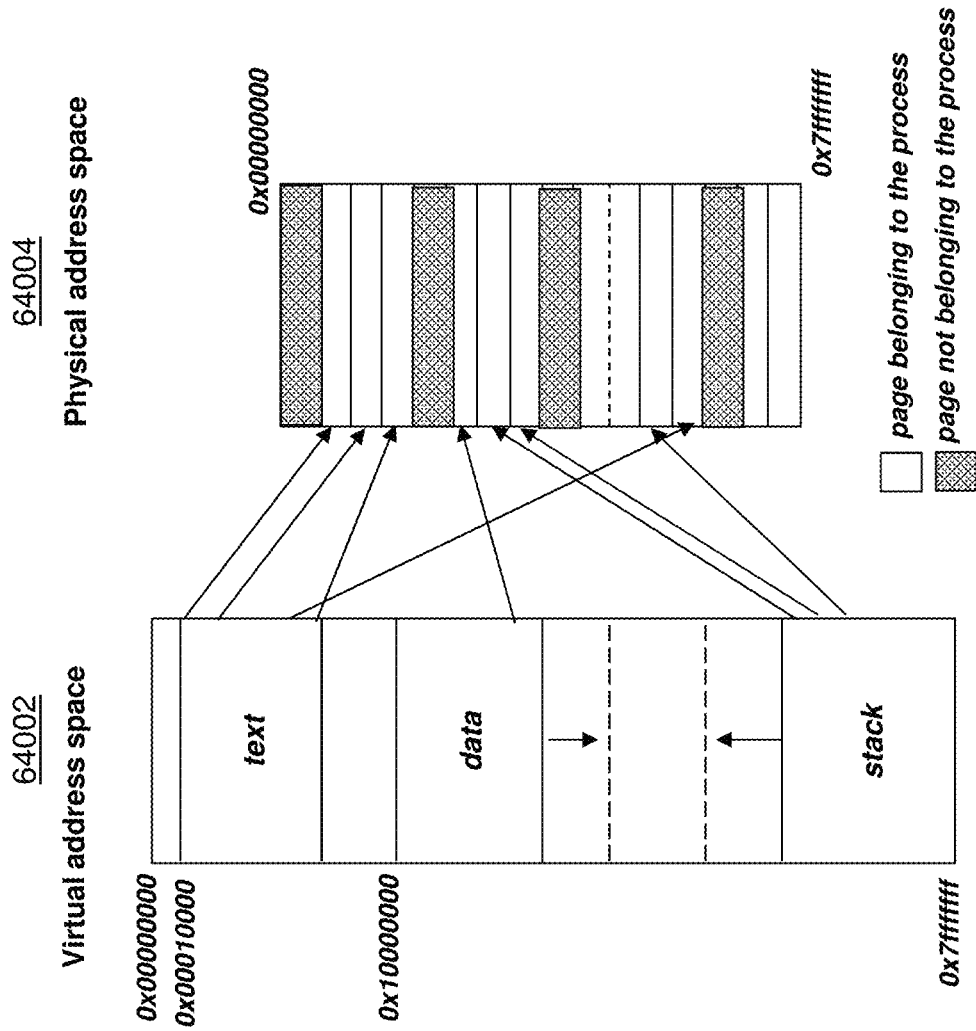 64002
Virtual address space
64004
Physical address space
0x00000000
0x00010000
0x10000000
0x7fffffff
text
data
stack
0x00000000
0x7fffffff
page belonging to the process
page not belonging to the process